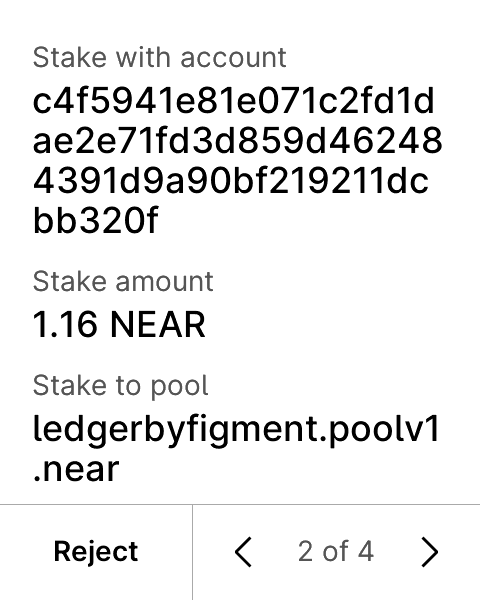 Stake with account
c4f5941e81e071c2fd1d
ae2e71fd3d859d46248
4391d9a90bf219211dc
bb320f
Stake amount
1.16 NEAR
Stake to pool
ledgerbyfigment.poolv1
.near
Reject
2 of 4